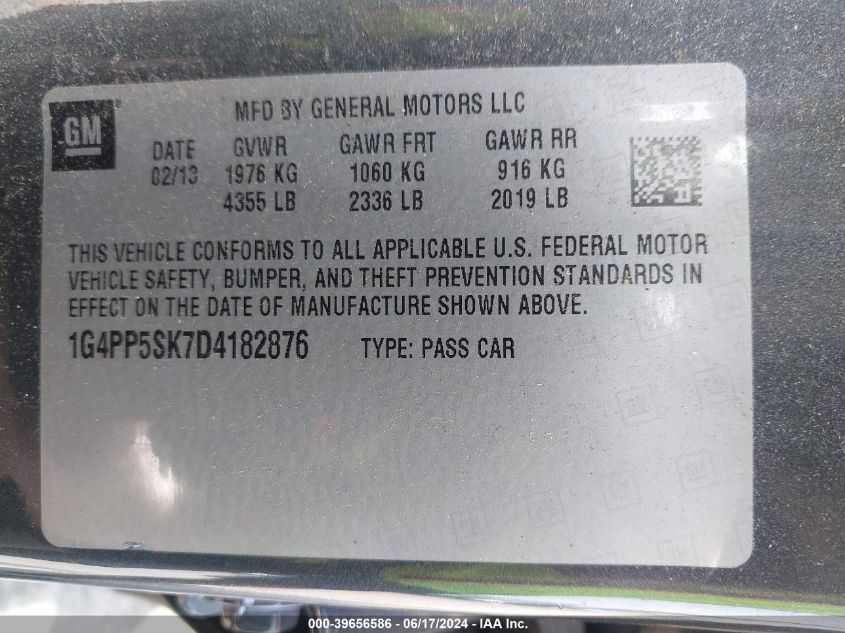 GM
MFD BY GENERAL MOTORS LLC
DATE GVWR GAWR FRT GAWR RR
02/13 1976 KG 1060 KG 916 KG
4355 LB 2336 LB 2019 LB
THIS VEHICLE CONFORMS TO ALL APPLICABLE U.S. FEDERAL MOTOR
VEHICLE SAFETY, BUMPER, AND THEFT PREVENTION STANDARDS IN
EFFECT ON THE DATE OF MANUFACTURE SHOWN ABOVE.
1G4PP5SK7D4182876 TYPE: PASS CAR
000-39656586 - 06/17/2024 - IAA Inc.